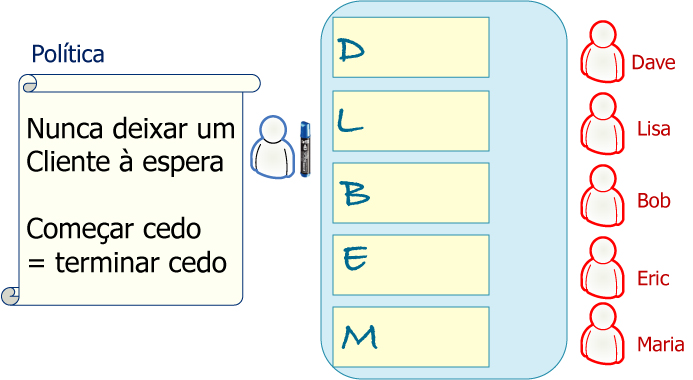 Política
Nunca deixar um
Cliente à espera
Começar cedo
= terminar cedo
D
Dave
L
Lisa
B
Bob
E
Eric
M
Maria